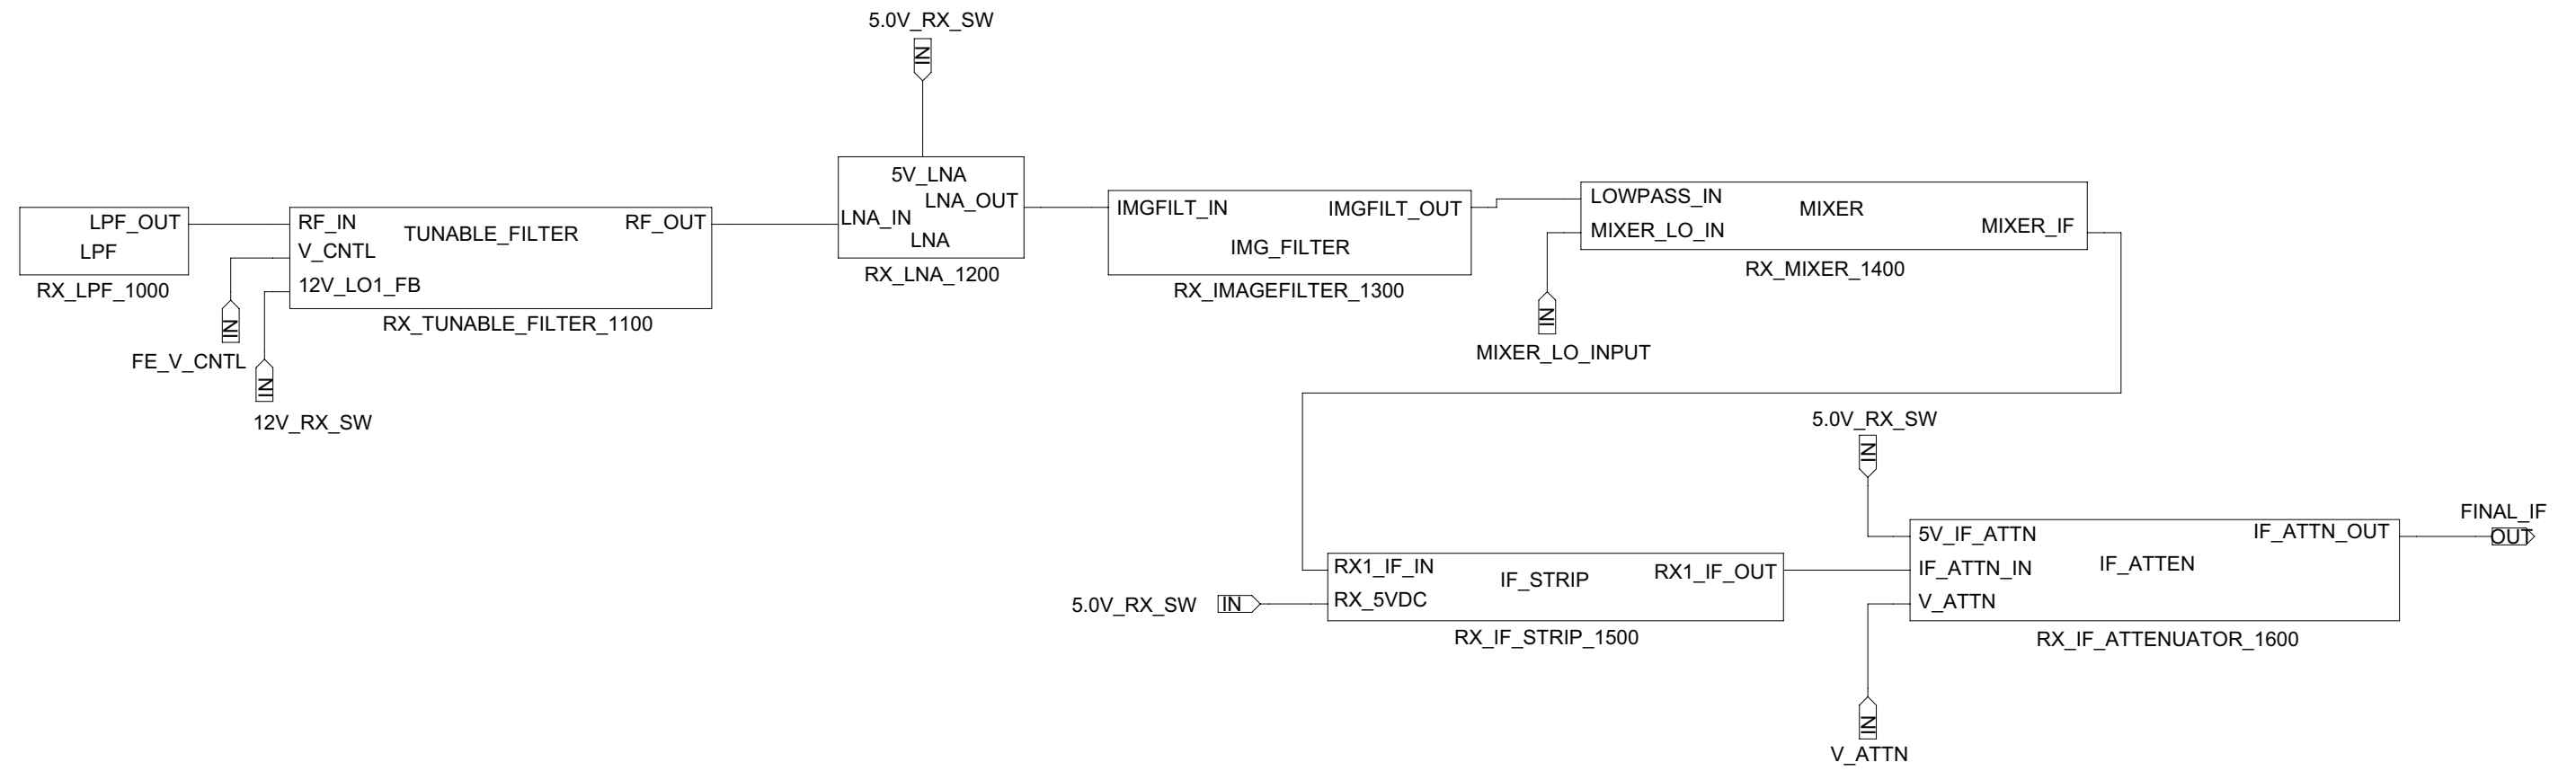 5.0V_RX_SW
IN
5V_LNA
LNA_OUT
LNA_IN
LNA
RX_LNA_1200
LPF_OUT
LPF
RX_LPF_1000
RF_IN
TUNABLE_FILTER
RF_OUT
V_CNTL
12V_LO1_FB
RX_TUNABLE_FILTER_1100
IN
FE_V_CNTL
IN
12V_RX_SW
IMGFILT_IN
IMGFILT_OUT
IMG_FILTER
RX_IMAGEFILTER_1300
LOWPASS_IN
MIXER
MIXER_LO_IN
MIXER_IF
RX_MIXER_1400
IN
MIXER_LO_INPUT
5.0V_RX_SW
IN
RX1_IF_IN
IF_STRIP
RX1_IF_OUT
RX_5VDC
RX_IF_STRIP_1500
5.0V_RX_SW
IN
5V_IF_ATTN
IF_ATTN_OUT
IF_ATTN_IN
IF_ATTEN
V_ATTN
RX_IF_ATTENUATOR_1600
IN
V_ATTN
FINAL_IF
OUT